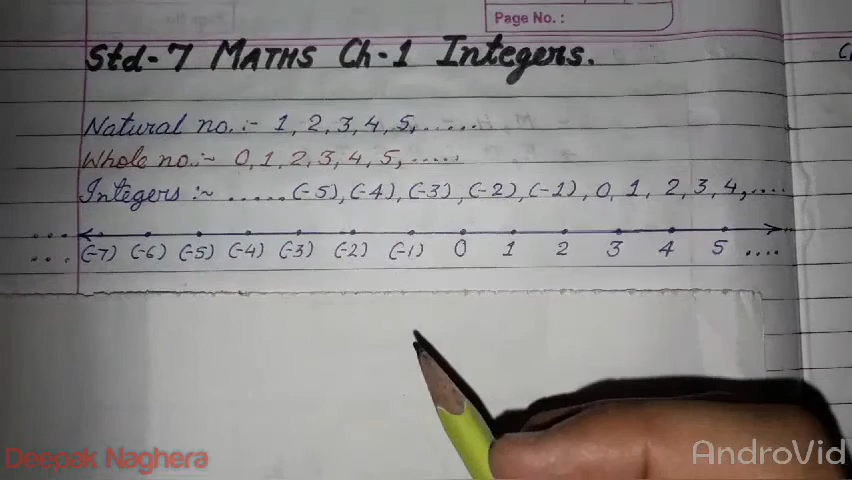 Page No. :
Std-7 MATHS Ch-1 Integers.
Natural no. :- 1, 2, 3, 4, 5, ......
Whole no. :~ 0, 1, 2, 3, 4, 5, .....
Integers :~ ..... (-5), (-4), (-3), (-2), (-1), 0, 1, 2, 3, 4, ....
... (-7) (-6) (-5) (-4) (-3) (-2) (-1) 0 1 2 3 4 5 ....
Deepak Naghera
AndroVid